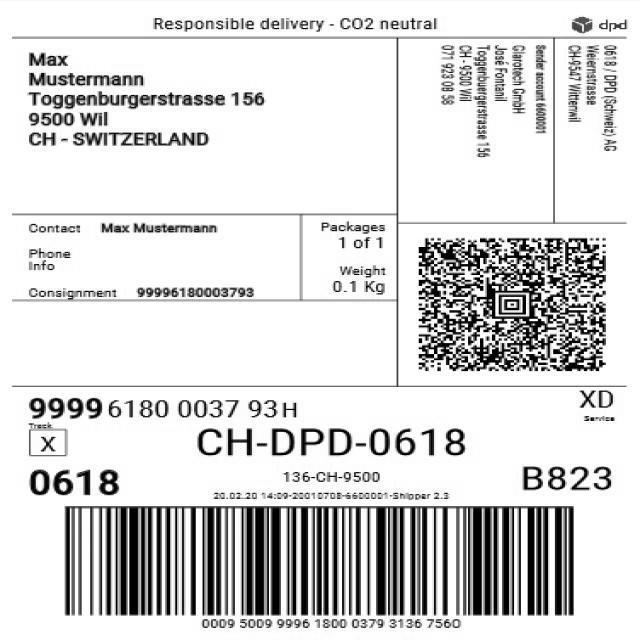 Responsible delivery - CO2 neutral
dpd
Max
Mustermann
Toggenburgerstrasse 156
9500 Wil
CH - SWITZERLAND
Sender account 6600001
Glarotech GmbH
José Fontanil
Toggenbuergerstrasse 156
CH - 9500 Wil
071 923 08 58
0618 / DPD (Schweiz) AG
Weiernstrasse
CH-9547 Wittenwil
Contact Max Mustermann
Phone
Info
Consignment 99996180003793
Packages
1 of 1
Weight
0.1 Kg
9999 6180 0037 93 H
XD
Service
Track
X
CH-DPD-0618
0618
136-CH-9500
B823
20.02.20 14:09-20010708-6600001-Shipper 2.3
0009 5009 9996 1800 0379 3136 756O